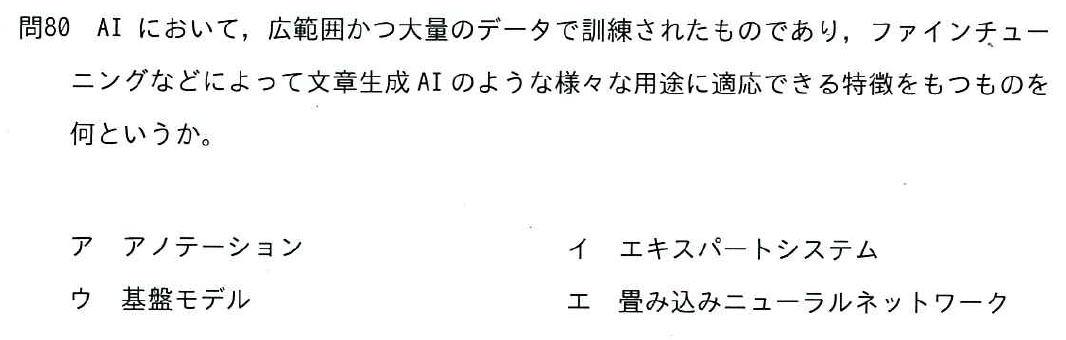 問80 AI において，広範囲かつ大量のデータで訓練されたものであり，ファインチュー
ニングなどによって文章生成 AI のような様々な用途に適応できる特徴をもつものを
何というか。
ア アノテーション イ エキスパートシステム
ウ 基盤モデル エ 畳み込みニューラルネットワーク